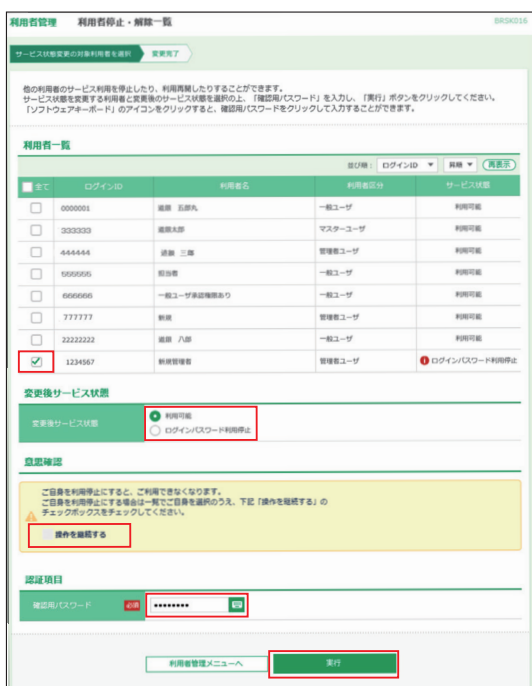 利用者管理 利用者停止・解除一覧 BRSK016
サービス状態変更の対象利用者を選択 変更完了
他の利用者のサービス利用を停止したり、利用再開したりすることができます。
サービス状態を変更する利用者と変更後のサービス状態を選択の上、「確認用パスワード」を入力し、「実行」ボタンをクリックしてください。
「ソフトウェアキーボード」のアイコンをクリックすると、確認用パスワードをクリックして入力することができます。
利用者一覧
並び順： ログインID 昇順 再表示
全て ログインID 利用者名 利用者区分 サービス状態
0000001 五郎丸 一般ユーザ 利用可能
333333 太郎 マスターユーザ 利用可能
444444 三郎 管理者ユーザ 利用可能
555555 担当者 一般ユーザ 利用可能
666666 一般ユーザ承認権限あり 一般ユーザ 利用可能
777777 新規 管理者ユーザ 利用可能
22222222 八郎 一般ユーザ 利用可能
1234567 新規管理者 管理者ユーザ ログインパスワード利用停止
変更後サービス状態
変更後サービス状態 利用可能
ログインパスワード利用停止
意思確認
ご自身を利用停止にすると、ご利用できなくなります。
ご自身を利用停止にする場合は一覧でご自身を選択のうえ、下記「操作を継続する」の
チェックボックスをチェックしてください。
操作を継続する
認証項目
確認用パスワード 必須 ••••••••
利用者管理メニューへ 実行